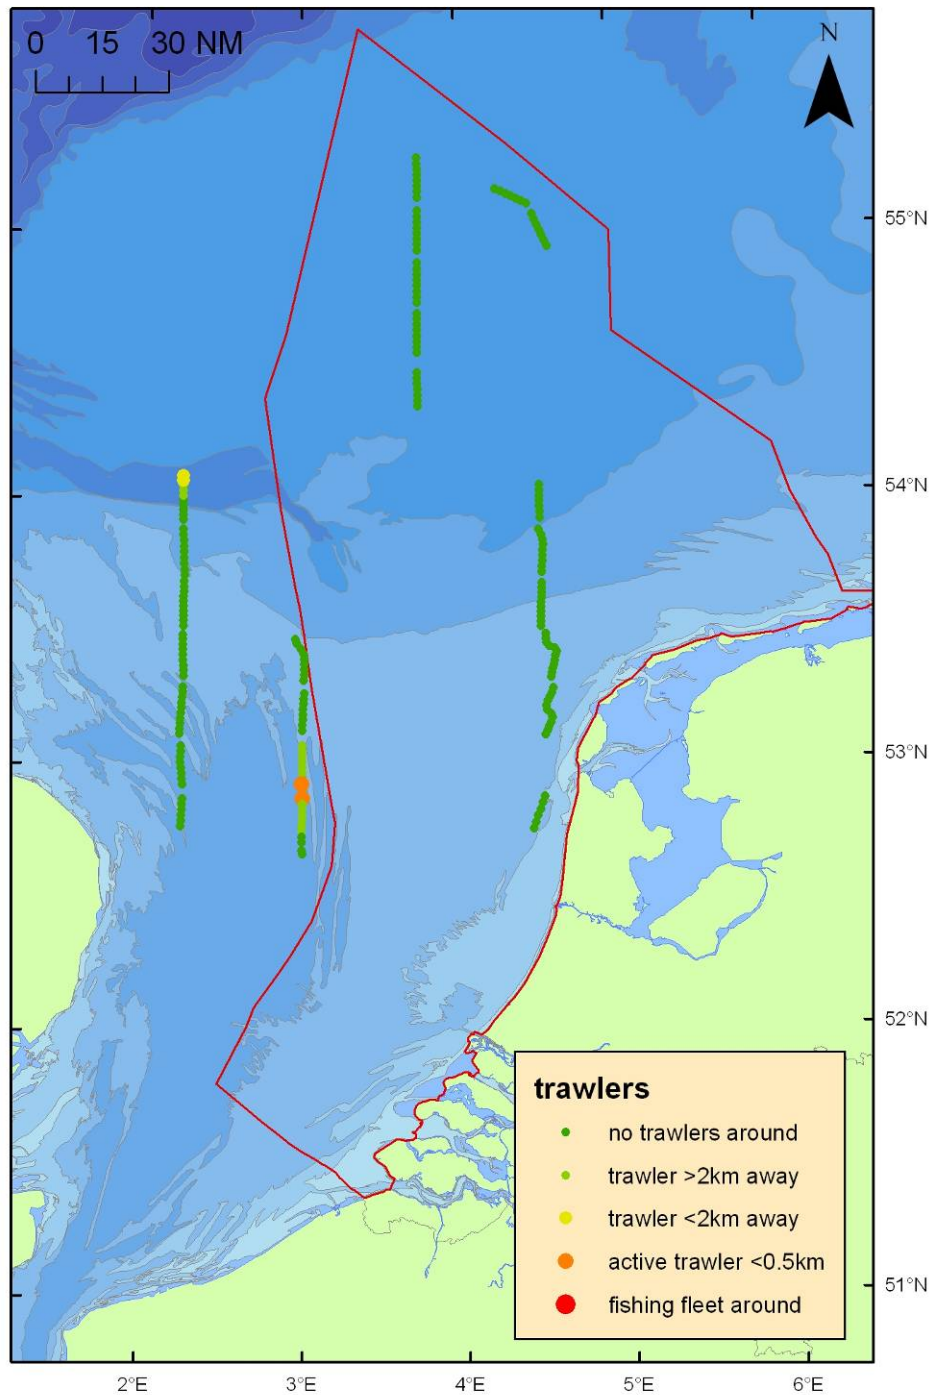 0 15 30 NM
N
55°N
54°N
53°N
52°N
51°N
trawlers
no trawlers around
trawler >2km away
trawler <2km away
active trawler <0.5km
fishing fleet around
2°E 3°E 4°E 5°E 6°E